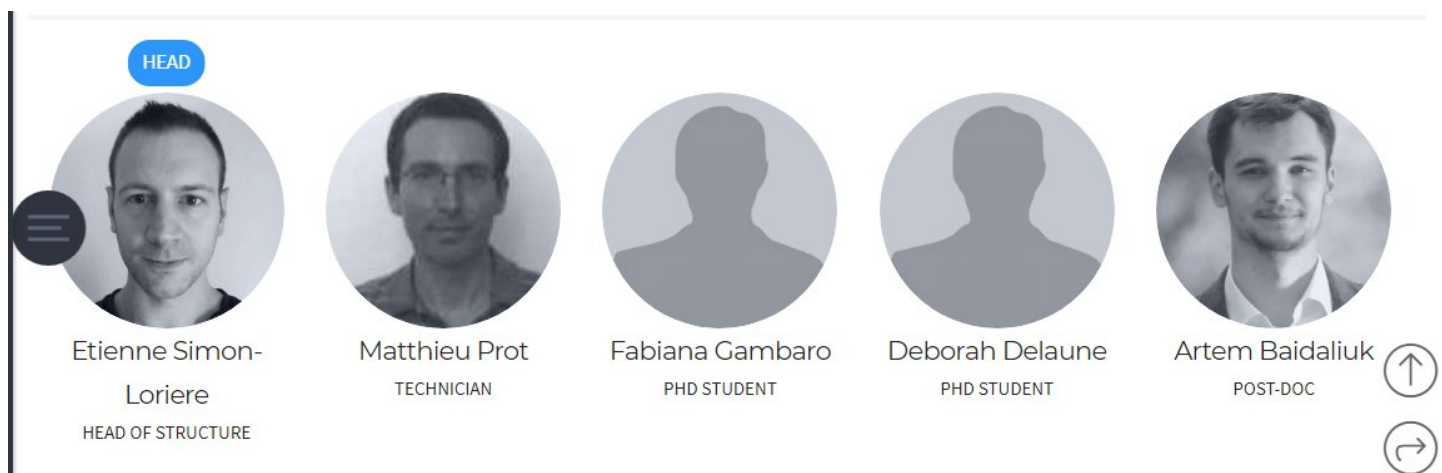 HEAD
Etienne Simon-
Loriere
HEAD OF STRUCTURE
Matthieu Prot
TECHNICIAN
Fabiana Gambaro
PHD STUDENT
Deborah Delaune
PHD STUDENT
Artem Baidaliuk
POST-DOC